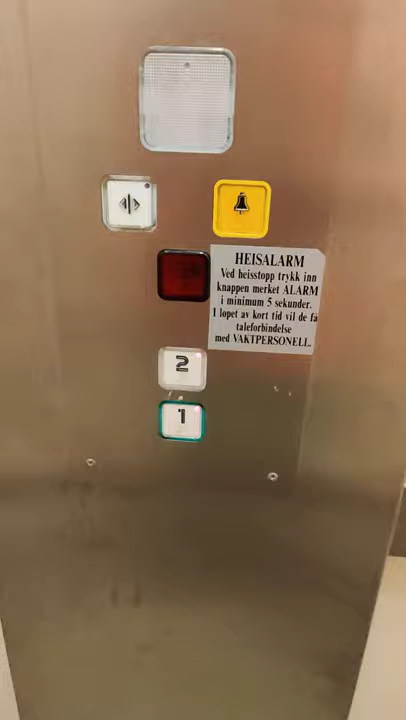 HEISALARM
Ved heisstopp trykk inn
knappen merket ALARM
i minimum 5 sekunder.
I løpet av kort tid vil de få
taleforbindelse
med VAKTPERSONELL.
2
1